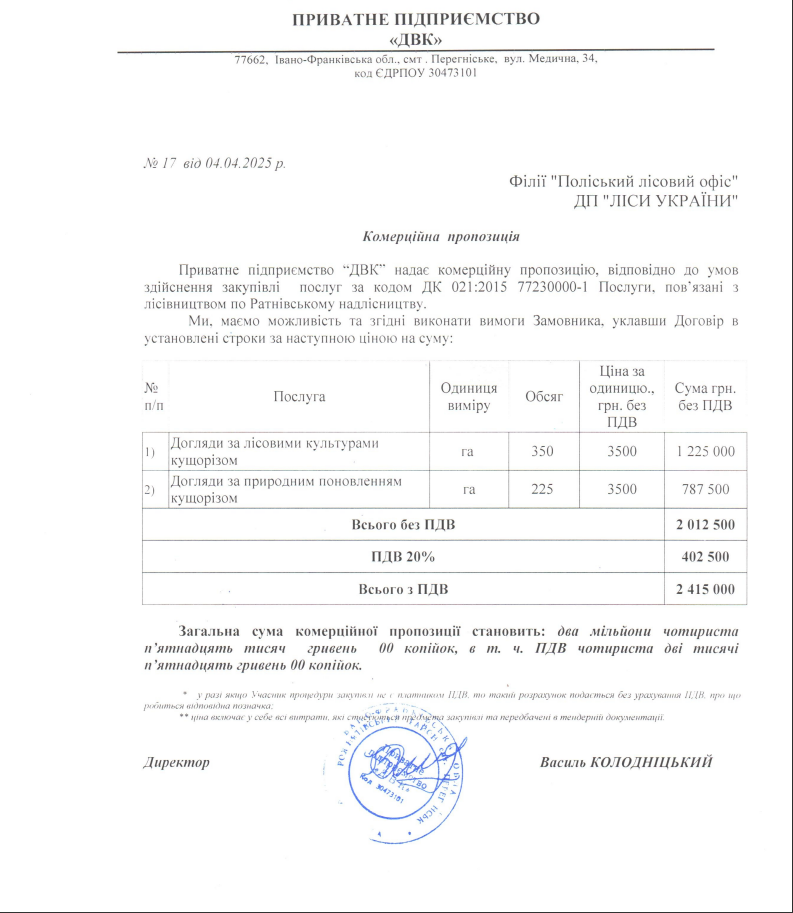 ПРИВАТНЕ ПІДПРИЄМСТВО
«ДВК»
77662, Івано-Франківська обл., смт . Перегніське, вул. Медична, 34,
код ЄДРПОУ 30473101
№ 17 від 04.04.2025 р.
Філії "Поліський лісовий офіс"
ДП "ЛІСИ УКРАЇНИ"
Комерційна пропозиція
Приватне підприємство “ДВК” надає комерційну пропозицію, відповідно до умов
здійснення закупівлі послуг за кодом ДК 021:2015 77230000-1 Послуги, пов’язані з
лісівництвом по Ратнівському надлісництву.
Ми, маємо можливість та згідні виконати вимоги Замовника, уклавши Договір в
установлені строки за наступною ціною на суму:
№ п/п Послуга Одиниця виміру Обсяг Ціна за одиницю., грн. без ПДВ Сума грн. без ПДВ
1) Догляди за лісовими культурами кущорізом га 350 3500 1 225 000
2) Догляди за природним поновленням кущорізом га 225 3500 787 500
Всього без ПДВ 2 012 500
ПДВ 20% 402 500
Всього з ПДВ 2 415 000
Загальна сума комерційної пропозиції становить: два мільйони чотириста
п’ятнадцять тисяч гривень 00 копійок, в т. ч. ПДВ чотириста дві тисячі
п’ятнадцять гривень 00 копійок.
* у разі якщо Учасник процедури закупки не є платником ПДВ, то такий розрахунок подається без урахування ПДВ, про що
робиться відповідна позначка;
** ціна включає у себе всі витрати, які стосуються предмета закупки та передбачені в тендерній документації.
Директор Василь КОЛОДНІЦЬКИЙ
Приватне
підприємство
Код 30473101